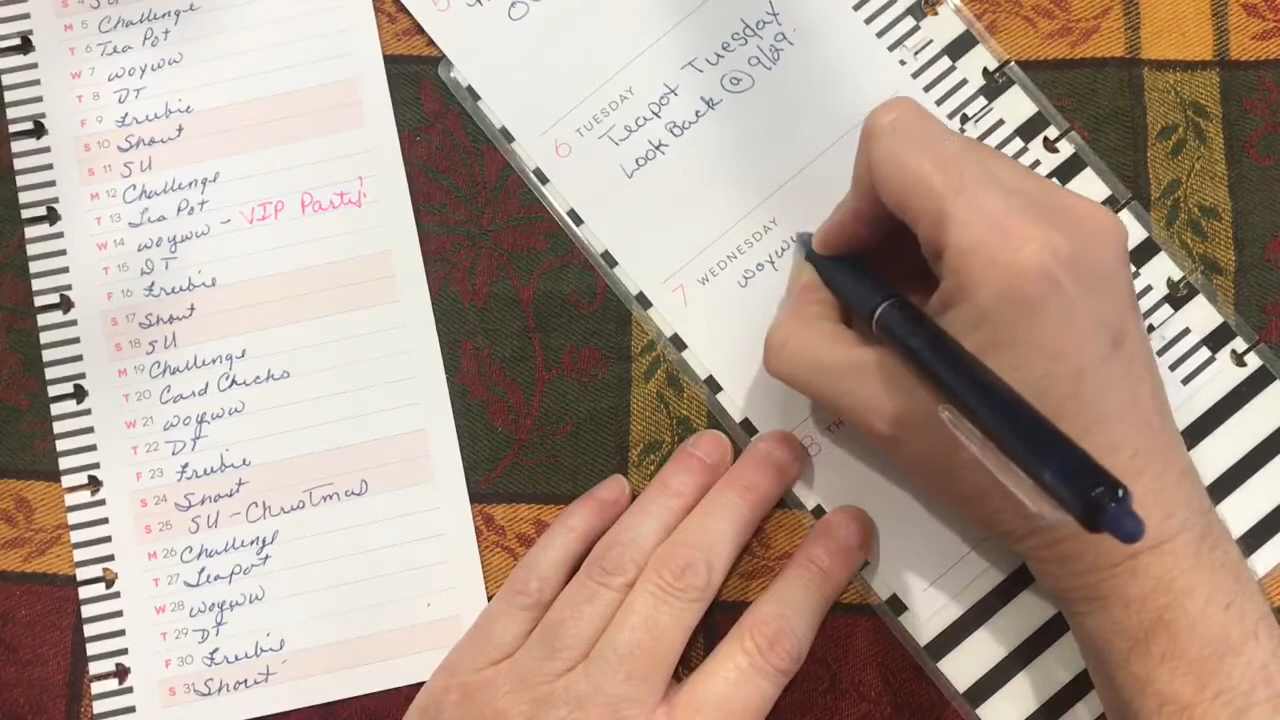 M 5 Challenge
T 6 Tea Pot
W 7 woyww
T 8 DT
F 9 Freebie
S 10 Shout
S 11 SU
M 12 Challenge
T 13 Tea Pot
W 14 woyww - VIP Party!
T 15 DT
F 16 Freebie
S 17 Shout
S 18 SU
M 19 Challenge
T 20 Card Chicks
W 21 woyww
T 22 DT
F 23 Freebie
S 24 Shout
S 25 SU - Christmas
M 26 Challenge
T 27 Teapot
W 28 woyww
T 29 DT
F 30 Freebie
S 31 Shout
6 TUESDAY
Teapot Tuesday
Look Back @ 9/29.
7 WEDNESDAY
woyw
8 TH